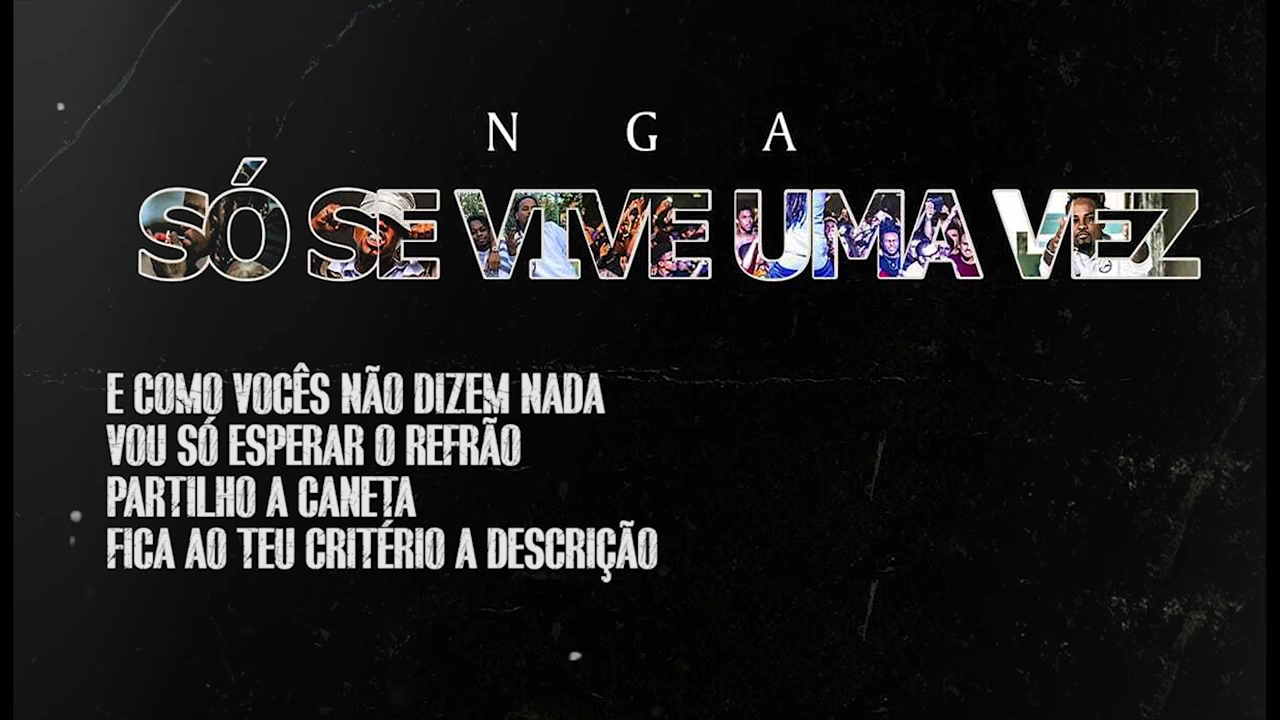 NGA
SÓ SE VIVE UMA VEZ
E COMO VOCÊS NÃO DIZEM NADA
VOU SÓ ESPERAR O REFRÃO
PARTILHO A CANETA
FICA AO TEU CRITÉRIO A DESCRIÇÃO